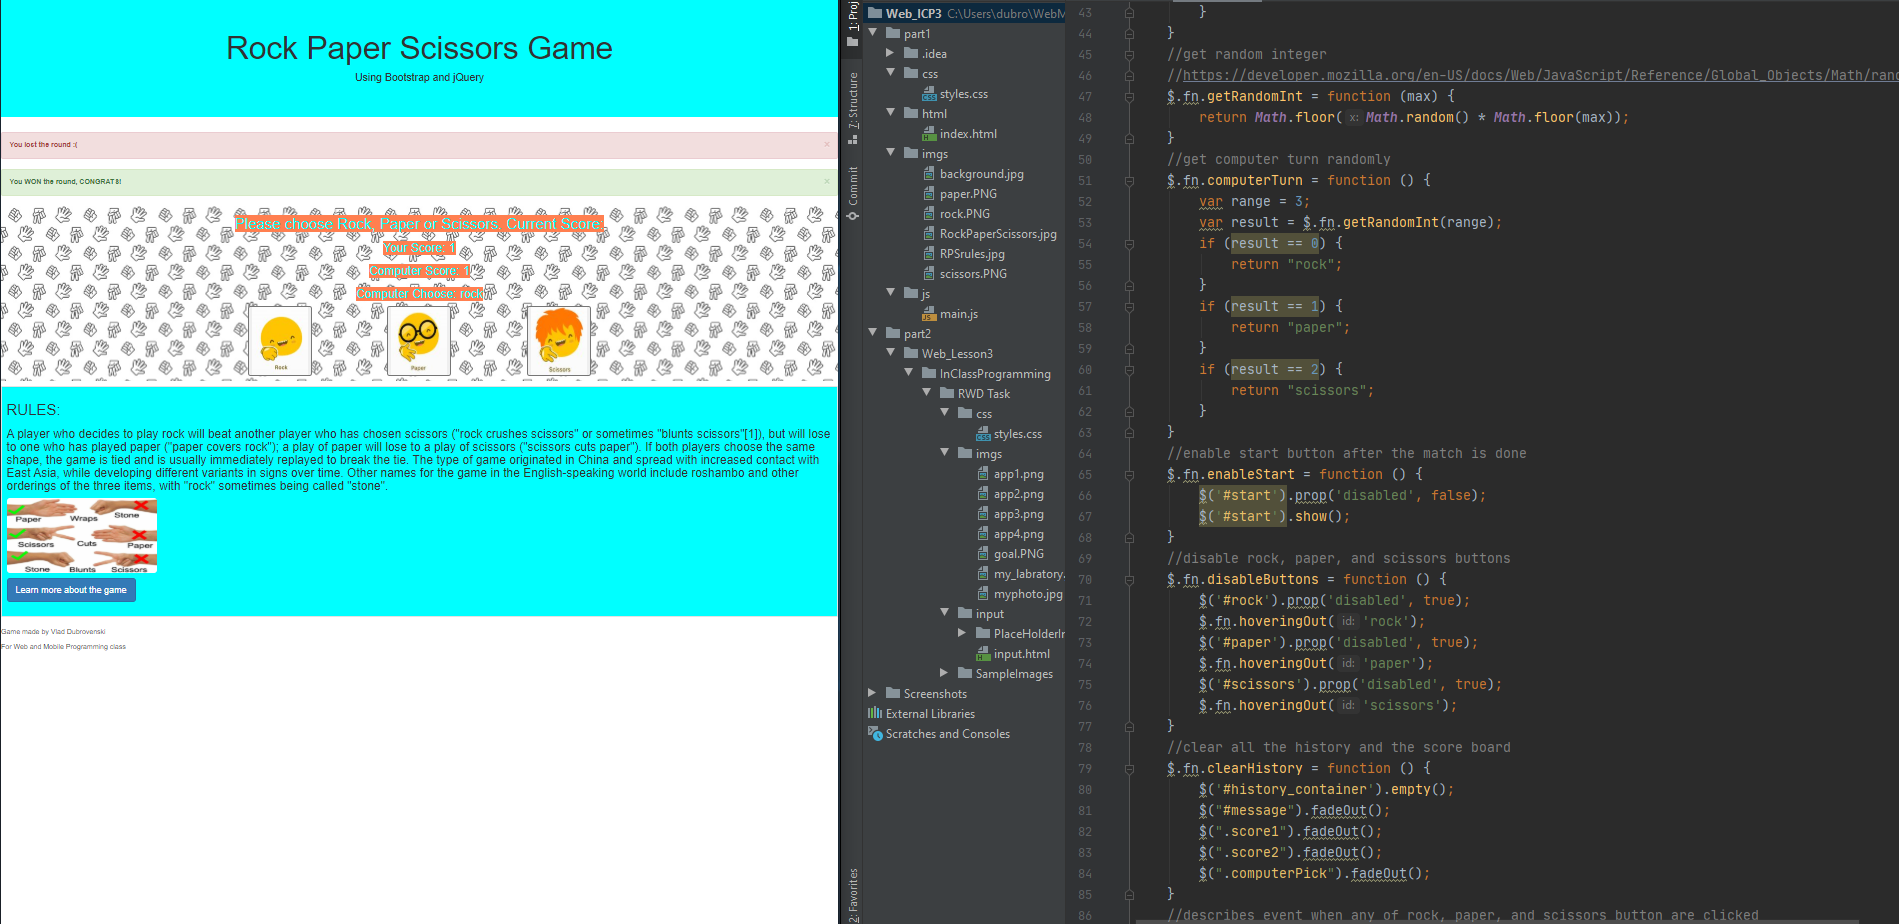 Rock Paper Scissors Game
Using Bootstrap and jQuery
You lost the round :(
×
You WON the round, CONGRATS!
×
Please choose Rock, Paper or Scissors. Current Score:
Your Score: 1
Computer Score: 1
Computer Choose: rock
Rock
Paper
Scissors
RULES:
A player who decides to play rock will beat another player who has chosen scissors ("rock crushes scissors" or sometimes "blunts scissors"[1]), but will lose
to one who has played paper ("paper covers rock"); a play of paper will lose to a play of scissors ("scissors cuts paper"). If both players choose the same
shape, the game is tied and is usually immediately replayed to break the tie. The type of game originated in China and spread with increased contact with
East Asia, while developing different variants in signs over time. Other names for the game in the English-speaking world include roshambo and other
orderings of the three items, with "rock" sometimes being called "stone".
Paper Wraps Stone
Scissors Cuts Paper
Stone Blunts Scissors
Learn more about the game
Game made by Vlad Dubrovenski
For Web and Mobile Programming class
1: Proj
7: Structure
Commit
2: Favorites
Web_ICP3 C:\Users\dubro\WebM
part1
.idea
css
styles.css
html
index.html
imgs
background.jpg
paper.PNG
rock.PNG
RockPaperScissors.jpg
RPSrules.jpg
scissors.PNG
js
main.js
part2
Web_Lesson3
InClassProgramming
RWD Task
css
styles.css
imgs
app1.png
app2.png
app3.png
app4.png
goal.PNG
my_labratory.
myphoto.jpg
input
PlaceHolderIr
input.html
SampleImages
Screenshots
External Libraries
Scratches and Consoles
43 }
44 }
45 //get random integer
46 //https://developer.mozilla.org/en-US/docs/Web/JavaScript/Reference/Global_Objects/Math/ran
47 $.fn.getRandomInt = function (max) {
48 return Math.floor( x: Math.random() * Math.floor(max));
49 }
50 //get computer turn randomly
51 $.fn.computerTurn = function () {
52 var range = 3;
53 var result = $.fn.getRandomInt(range);
54 if (result == 0) {
55 return "rock";
56 }
57 if (result == 1) {
58 return "paper";
59 }
60 if (result == 2) {
61 return "scissors";
62 }
63 }
64 //enable start button after the match is done
65 $.fn.enableStart = function () {
66 $('#start').prop('disabled', false);
67 $('#start').show();
68 }
69 //disable rock, paper, and scissors buttons
70 $.fn.disableButtons = function () {
71 $('#rock').prop('disabled', true);
72 $.fn.hoveringOut( id: 'rock');
73 $('#paper').prop('disabled', true);
74 $.fn.hoveringOut( id: 'paper');
75 $('#scissors').prop('disabled', true);
76 $.fn.hoveringOut( id: 'scissors');
77 }
78 //clear all the history and the score board
79 $.fn.clearHistory = function () {
80 $('#history_container').empty();
81 $("#message").fadeOut();
82 $(".score1").fadeOut();
83 $(".score2").fadeOut();
84 $(".computerPick").fadeOut();
85 }
86 //describes event when any of rock, paper, and scissors button are clicked